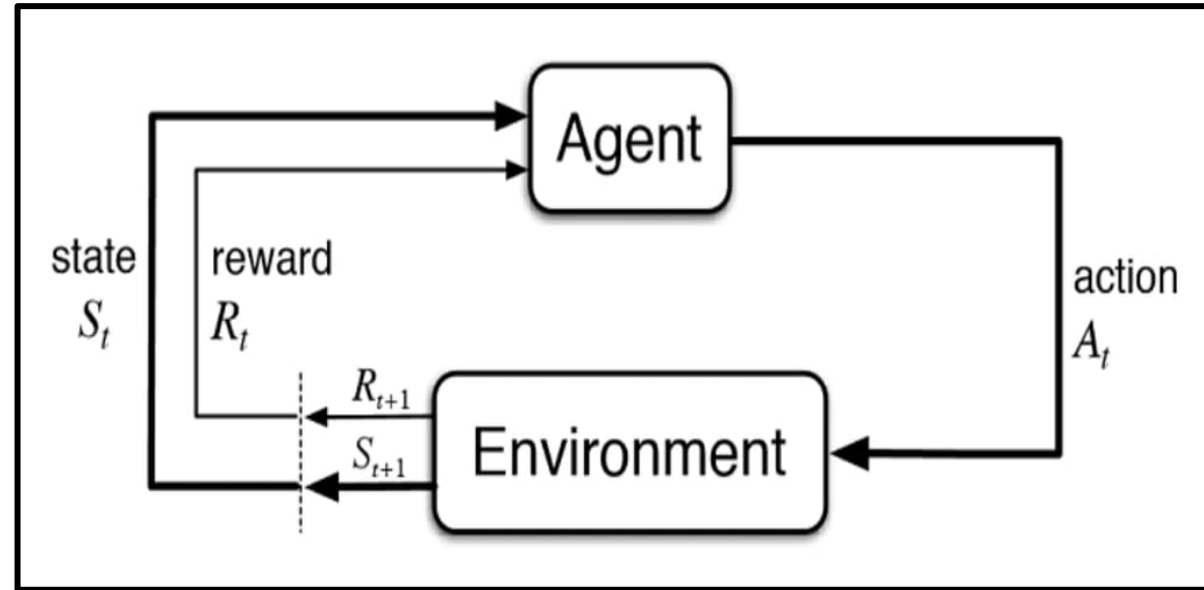 Agent
state
S_t
reward
R_t
action
A_t
R_{t+1}
S_{t+1}
Environment